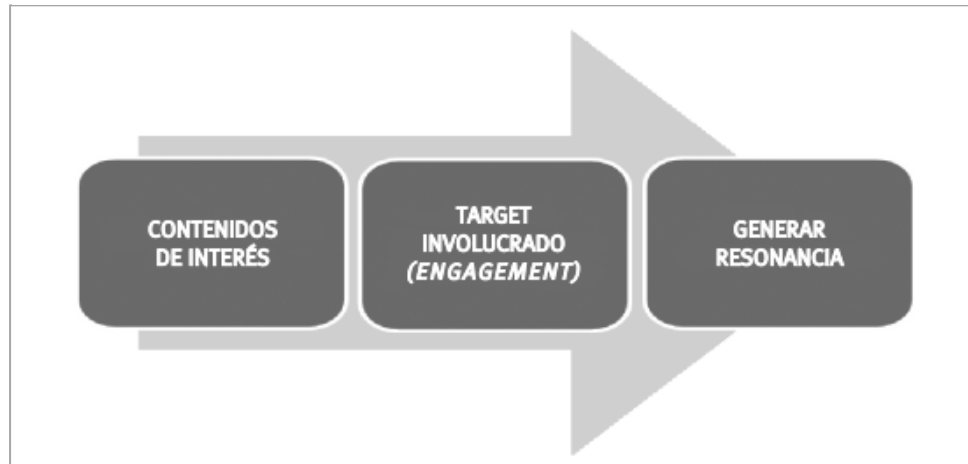 CONTENIDOS
DE INTERÉS
TARGET
INVOLUCRADO
(ENGAGEMENT)
GENERAR
RESONANCIA